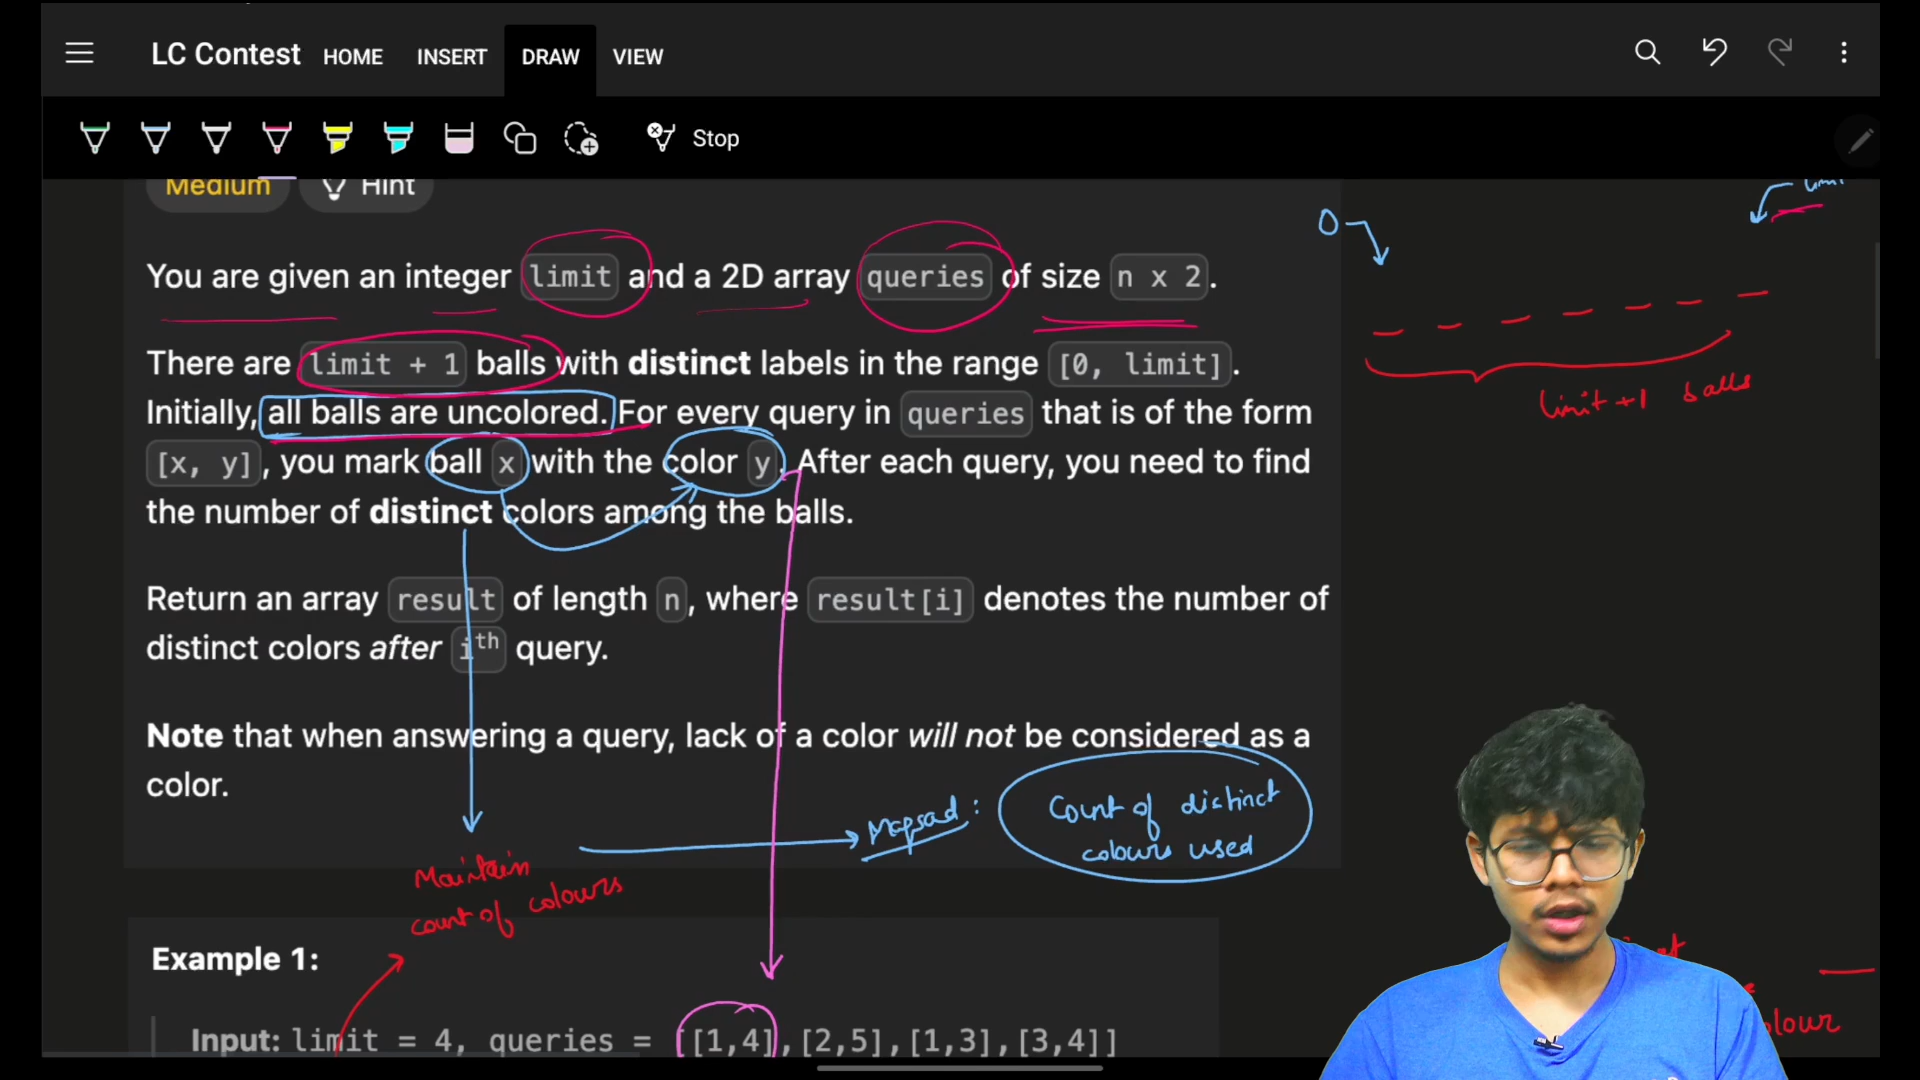 LC Contest HOME INSERT DRAW VIEW
Stop
Medium Hint
0
You are given an integer limit and a 2D array queries of size n x 2.
There are limit + 1 balls with distinct labels in the range [0, limit].
limit +1 balls
Initially, all balls are uncolored. For every query in queries that is of the form
[x, y], you mark ball x with the color y. After each query, you need to find
the number of distinct colors among the balls.
Return an array result of length n, where result[i] denotes the number of
distinct colors after ith query.
Note that when answering a query, lack of a color will not be considered as a
color.
Count of distinct
colours used
Maintain
count of colours
Example 1:
Input: limit = 4, queries = [[1,4],[2,5],[1,3],[3,4]]